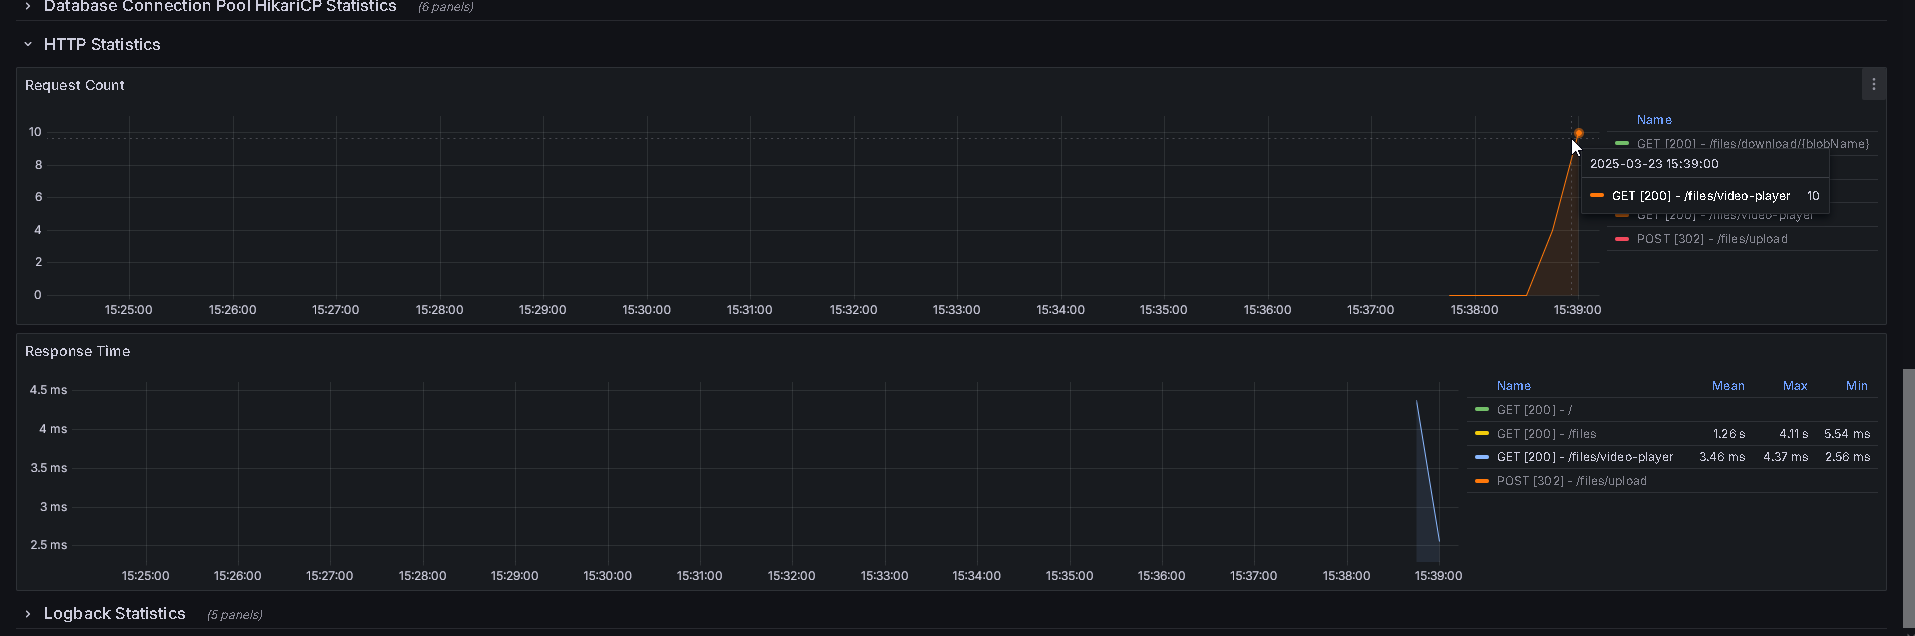 Database Connection Pool HikariCP Statistics (6 panels)
HTTP Statistics
Request Count
10
8
6
4
2
0
15:25:00 15:26:00 15:27:00 15:28:00 15:29:00 15:30:00 15:31:00 15:32:00 15:33:00 15:34:00 15:35:00 15:36:00 15:37:00 15:38:00 15:39:00
Name
GET [200] - /files/download/{blobName}
2025-03-23 15:39:00
GET [200] - /files/video-player 10
GET [200] - /files/video-player
POST [302] - /files/upload
Response Time
4.5 ms
4 ms
3.5 ms
3 ms
2.5 ms
15:25:00 15:26:00 15:27:00 15:28:00 15:29:00 15:30:00 15:31:00 15:32:00 15:33:00 15:34:00 15:35:00 15:36:00 15:37:00 15:38:00 15:39:00
Name Mean Max Min
GET [200] - /
GET [200] - /files 1.26 s 4.11 s 5.54 ms
GET [200] - /files/video-player 3.46 ms 4.37 ms 2.56 ms
POST [302] - /files/upload
Logback Statistics (5 panels)